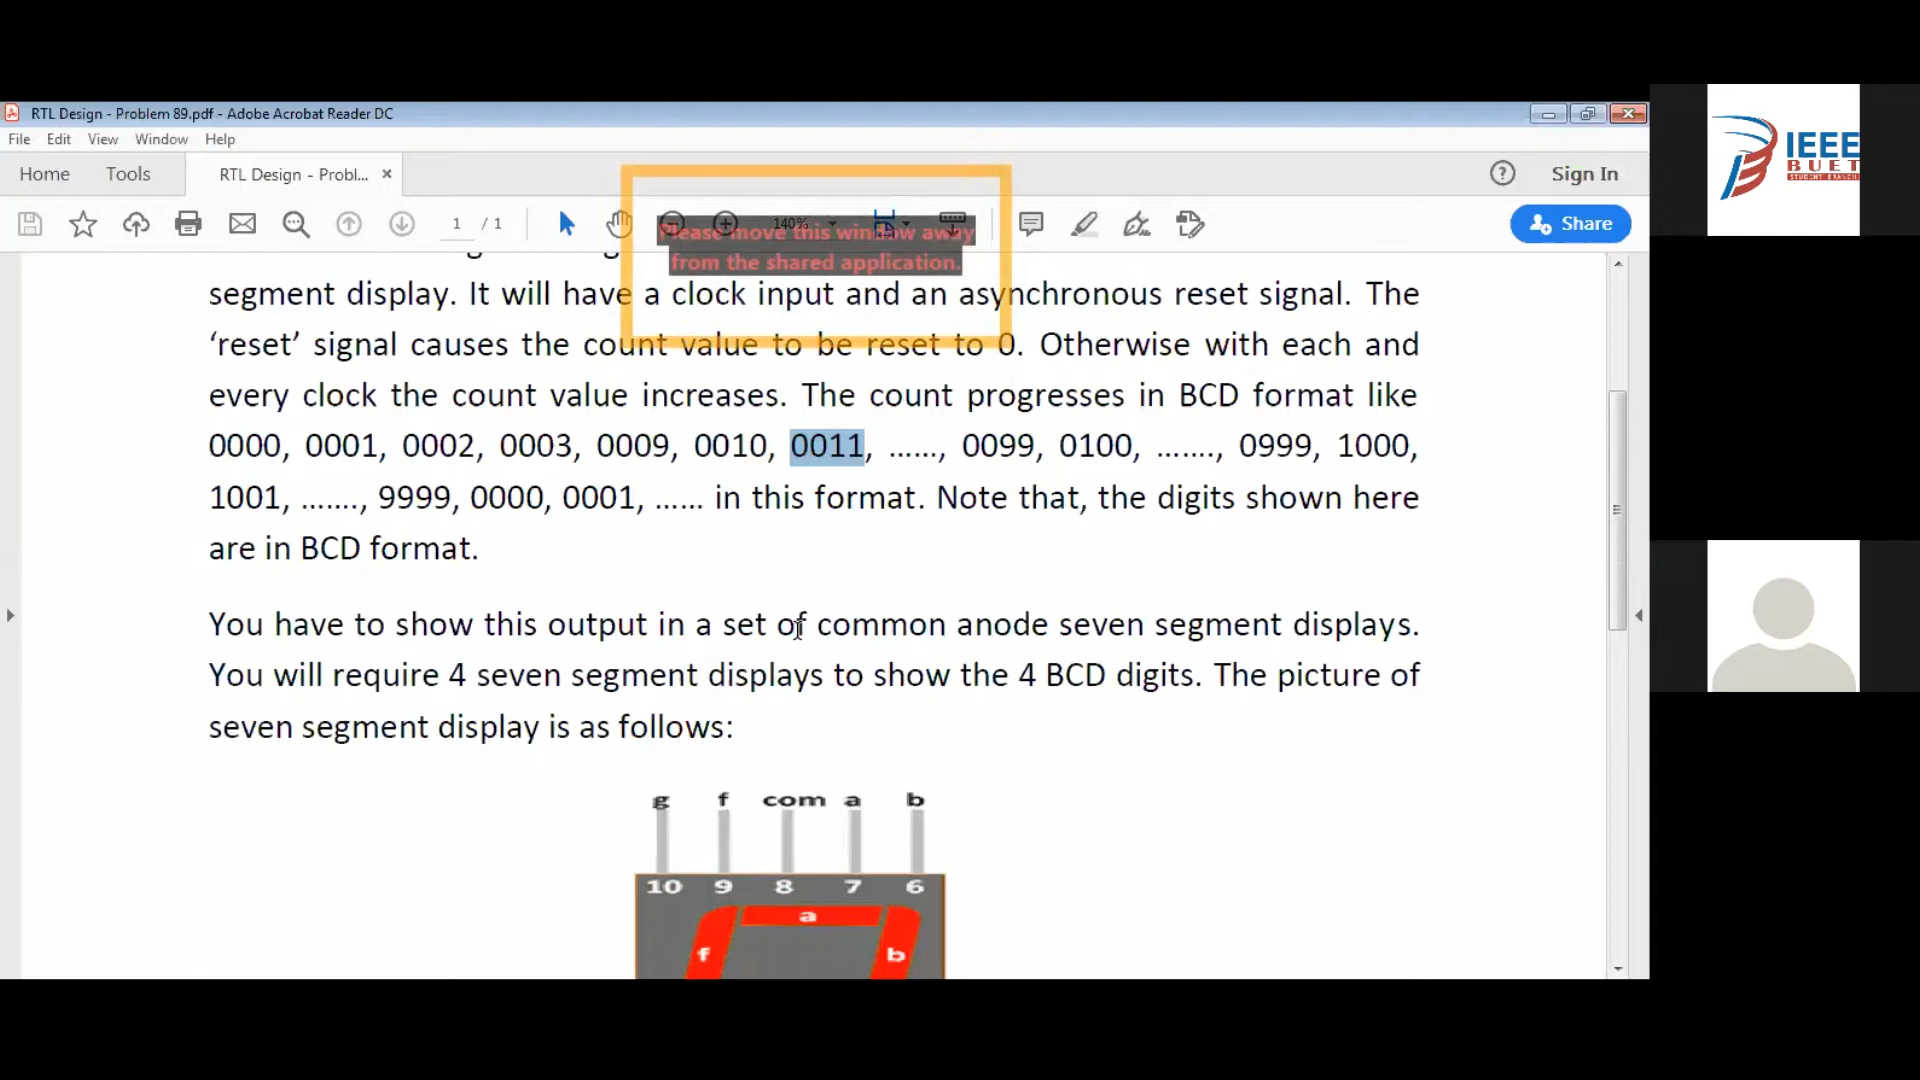 RTL Design - Problem 89.pdf - Adobe Acrobat Reader DC
File Edit View Window Help
Home Tools RTL Design - Probl... × ? Sign In
1 / 1 140% Share
Please move this window away
from the shared application.
segment display. It will have a clock input and an asynchronous reset signal. The
‘reset’ signal causes the count value to be reset to 0. Otherwise with each and
every clock the count value increases. The count progresses in BCD format like
0000, 0001, 0002, 0003, 0009, 0010, 0011, ……, 0099, 0100, ……., 0999, 1000,
1001, ……., 9999, 0000, 0001, …… in this format. Note that, the digits shown here
are in BCD format.
You have to show this output in a set of common anode seven segment displays.
You will require 4 seven segment displays to show the 4 BCD digits. The picture of
seven segment display is as follows:
g f com a b
10 9 8 7 6
a
f b
IEEE
BUET
STUDENT BRANCH